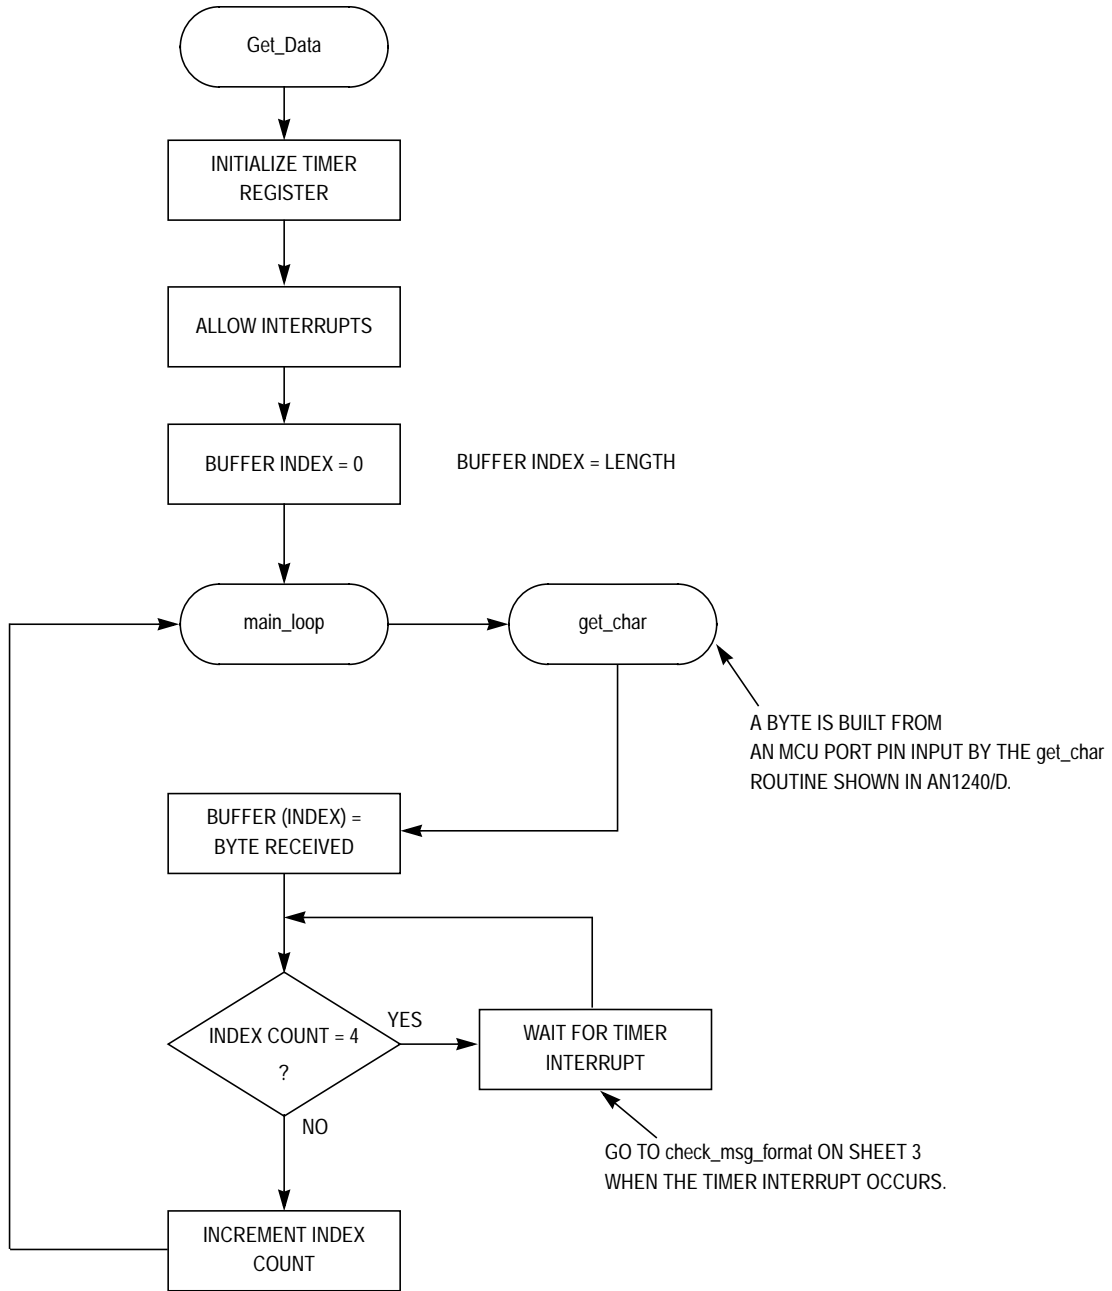 Get_Data
INITIALIZE TIMER
REGISTER
ALLOW INTERRUPTS
BUFFER INDEX = 0
BUFFER INDEX = LENGTH
main_loop
get_char
A BYTE IS BUILT FROM
AN MCU PORT PIN INPUT BY THE get_char
ROUTINE SHOWN IN AN1240/D.
BUFFER (INDEX) =
BYTE RECEIVED
INDEX COUNT = 4
?
YES
WAIT FOR TIMER
INTERRUPT
NO
GO TO check_msg_format ON SHEET 3
WHEN THE TIMER INTERRUPT OCCURS.
INCREMENT INDEX
COUNT